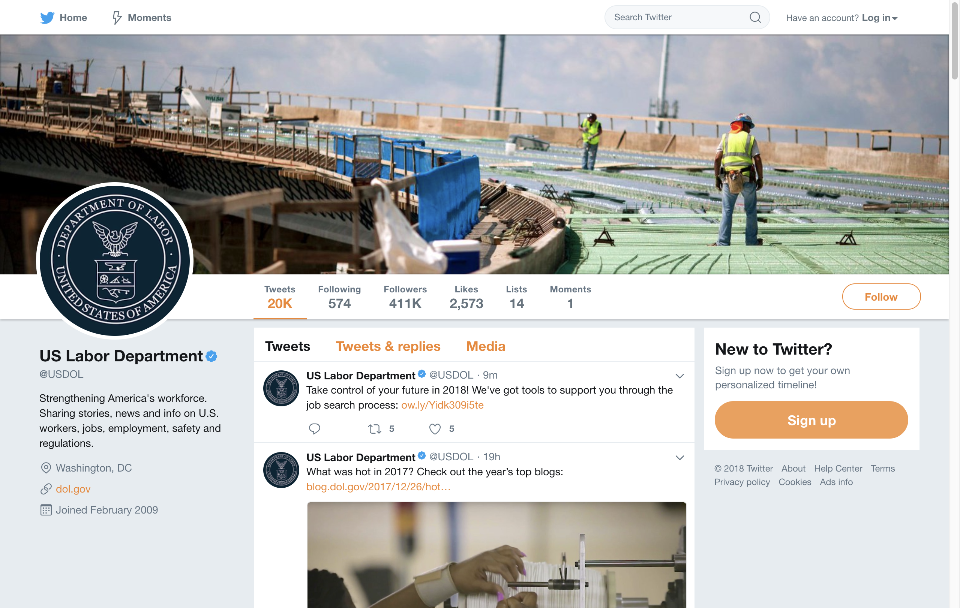 Home
Moments
Search Twitter
Have an account? Log in
DEPARTMENT OF LABOR
UNITED STATES OF AMERICA
Tweets
20K
Following
574
Followers
411K
Likes
2,573
Lists
14
Moments
1
Follow
US Labor Department
@USDOL
Strengthening America's workforce.
Sharing stories, news and info on U.S.
workers, jobs, employment, safety and
regulations.
Washington, DC
dol.gov
Joined February 2009
Tweets
Tweets & replies
Media
US Labor Department @USDOL · 9m
Take control of your future in 2018! We've got tools to support you through the
job search process: ow.ly/Yidk309i5te
5
5
US Labor Department @USDOL · 19h
What was hot in 2017? Check out the year's top blogs:
blog.dol.gov/2017/12/26/hot…
New to Twitter?
Sign up now to get your own
personalized timeline!
Sign up
© 2018 Twitter About Help Center Terms
Privacy policy Cookies Ads info